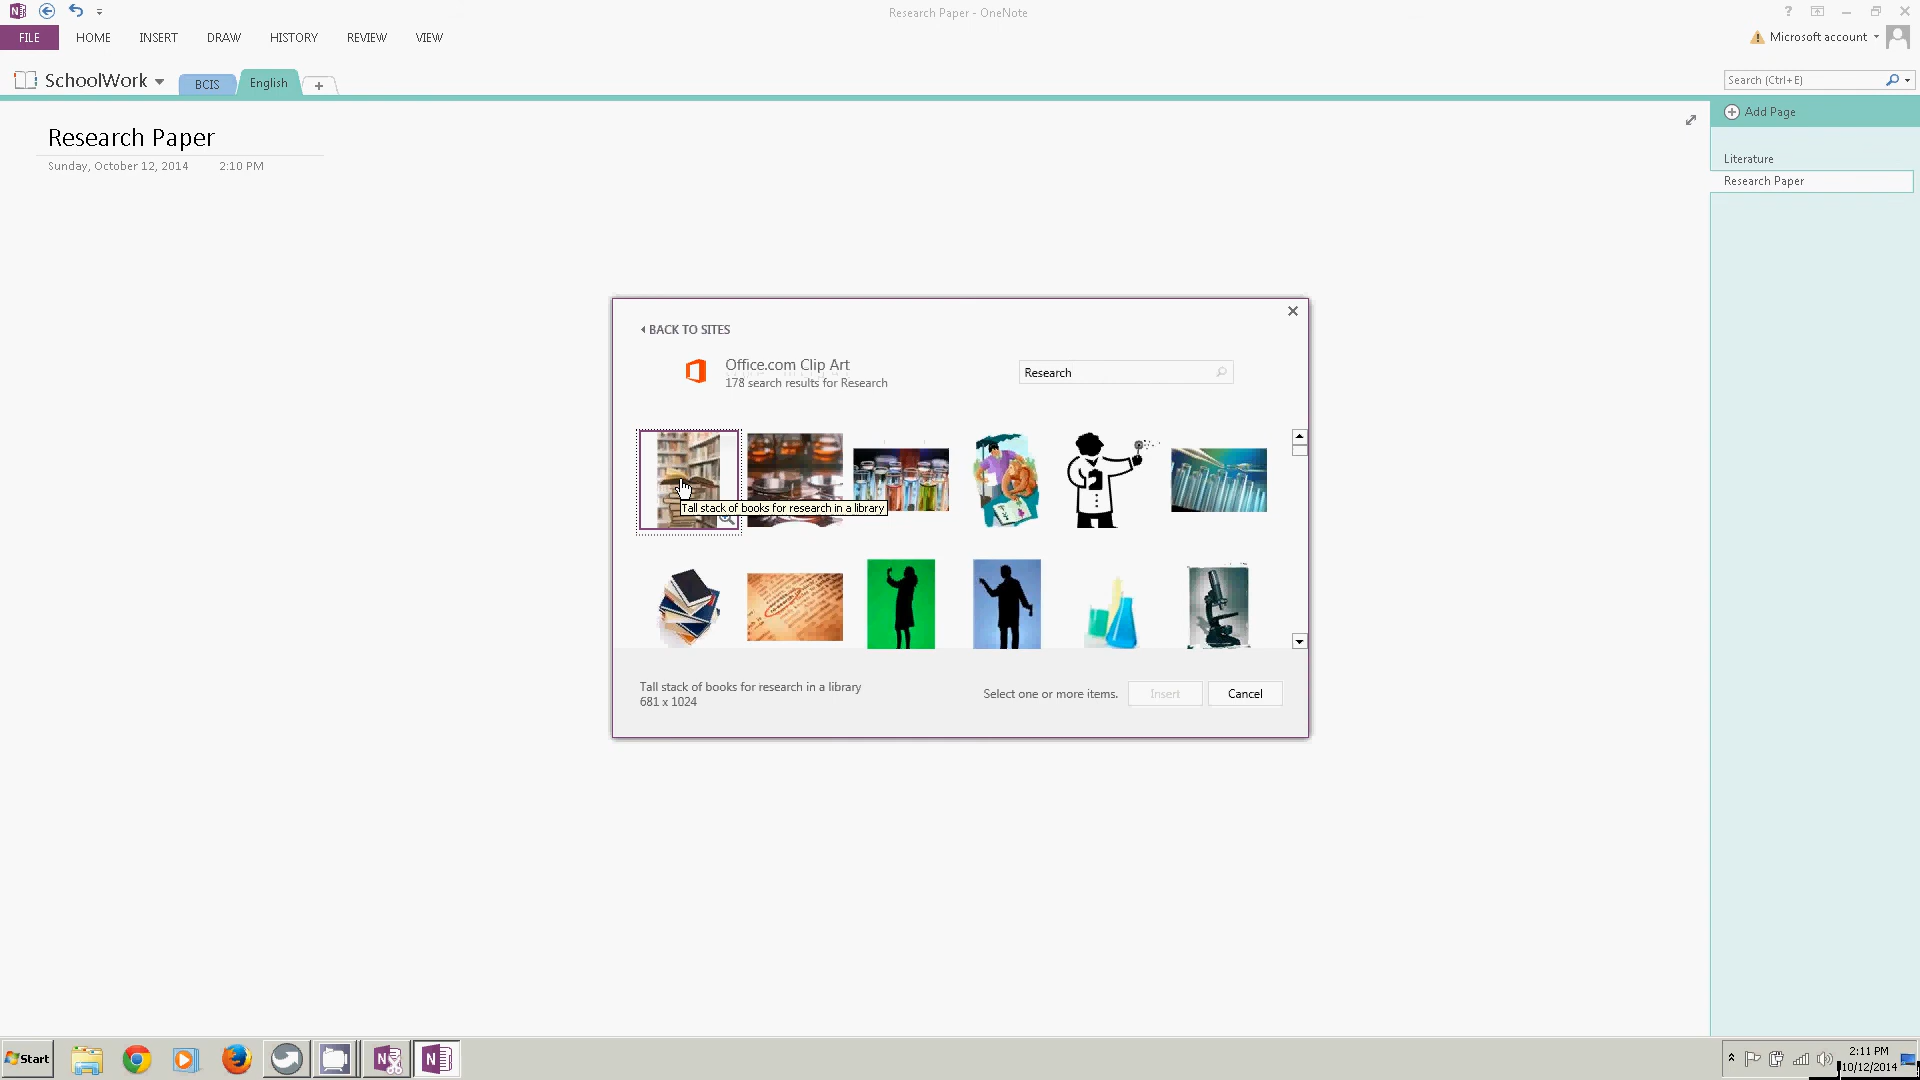 Research Paper - OneNote
?
FILE HOME INSERT DRAW HISTORY REVIEW VIEW
Microsoft account
SchoolWork
BCIS
English
+
Search (Ctrl+E)
Add Page
Research Paper
Sunday, October 12, 2014 2:10 PM
Literature
Research Paper
BACK TO SITES
Office.com Clip Art
178 search results for Research
Research
Tall stack of books for research in a library
Tall stack of books for research in a library
681 x 1024
Select one or more items.
Insert
Cancel
Start
2:11 PM
10/12/2014